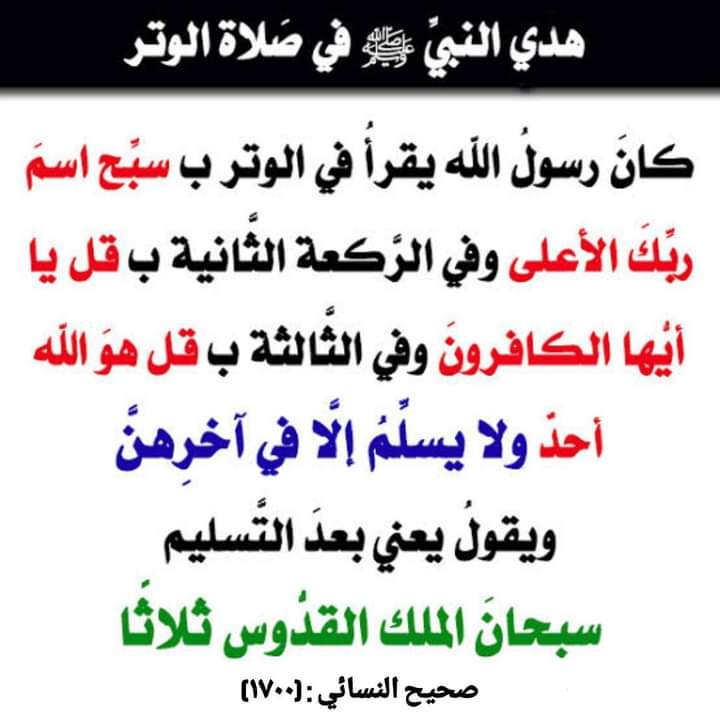 هدي النبيِّ ﷺ في صَلاة الوتر
كانَ رسولُ اللّه يقرأُ في الوتر ب سبِّح اسمَ
ربِّكَ الأعلى وفي الرَّكعة الثَّانية ب قل يا
أيُّها الكافرونَ وفي الثَّالثة ب قل هوَ اللّه
أحدٌ ولا يسلِّمُ إلَّا في آخرِهنَّ
ويقولُ يعني بعدَ التَّسليم
سبحانَ الملك القدُّوس ثلاثًا
صحيح النسائي : (١٧٠٠)